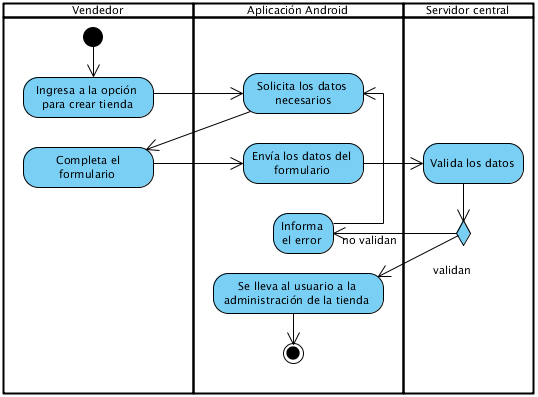 Vendedor
Aplicación Android
Servidor central
Ingresa a la opción
para crear tienda
Solicita los datos
necesarios
Completa el
formulario
Envía los datos del
formulario
Valida los datos
Informa
el error
no validan
validan
Se lleva al usuario a la
administración de la tienda